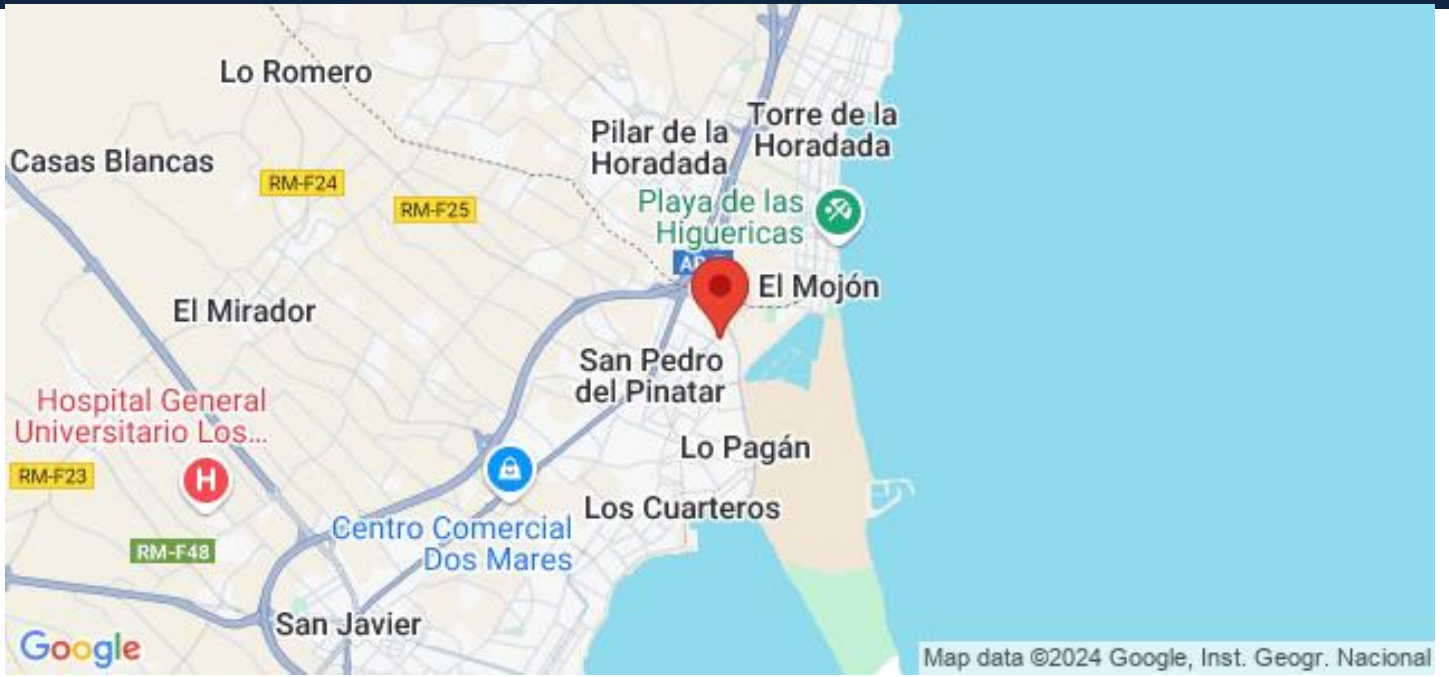 Lo Romero
Torre de la
Horadada
Pilar de la
Horadada
Casas Blancas
RM-F24
RM-F25
Playa de las
Higuericas
El Mojón
El Mirador
San Pedro
del Pinatar
Hospital General
Universitario Los...
H
RM-F23
Lo Pagán
Los Cuarteros
Centro Comercial
Dos Mares
RM-F48
San Javier
Google
Map data ©2024 Google, Inst. Geogr. Nacional